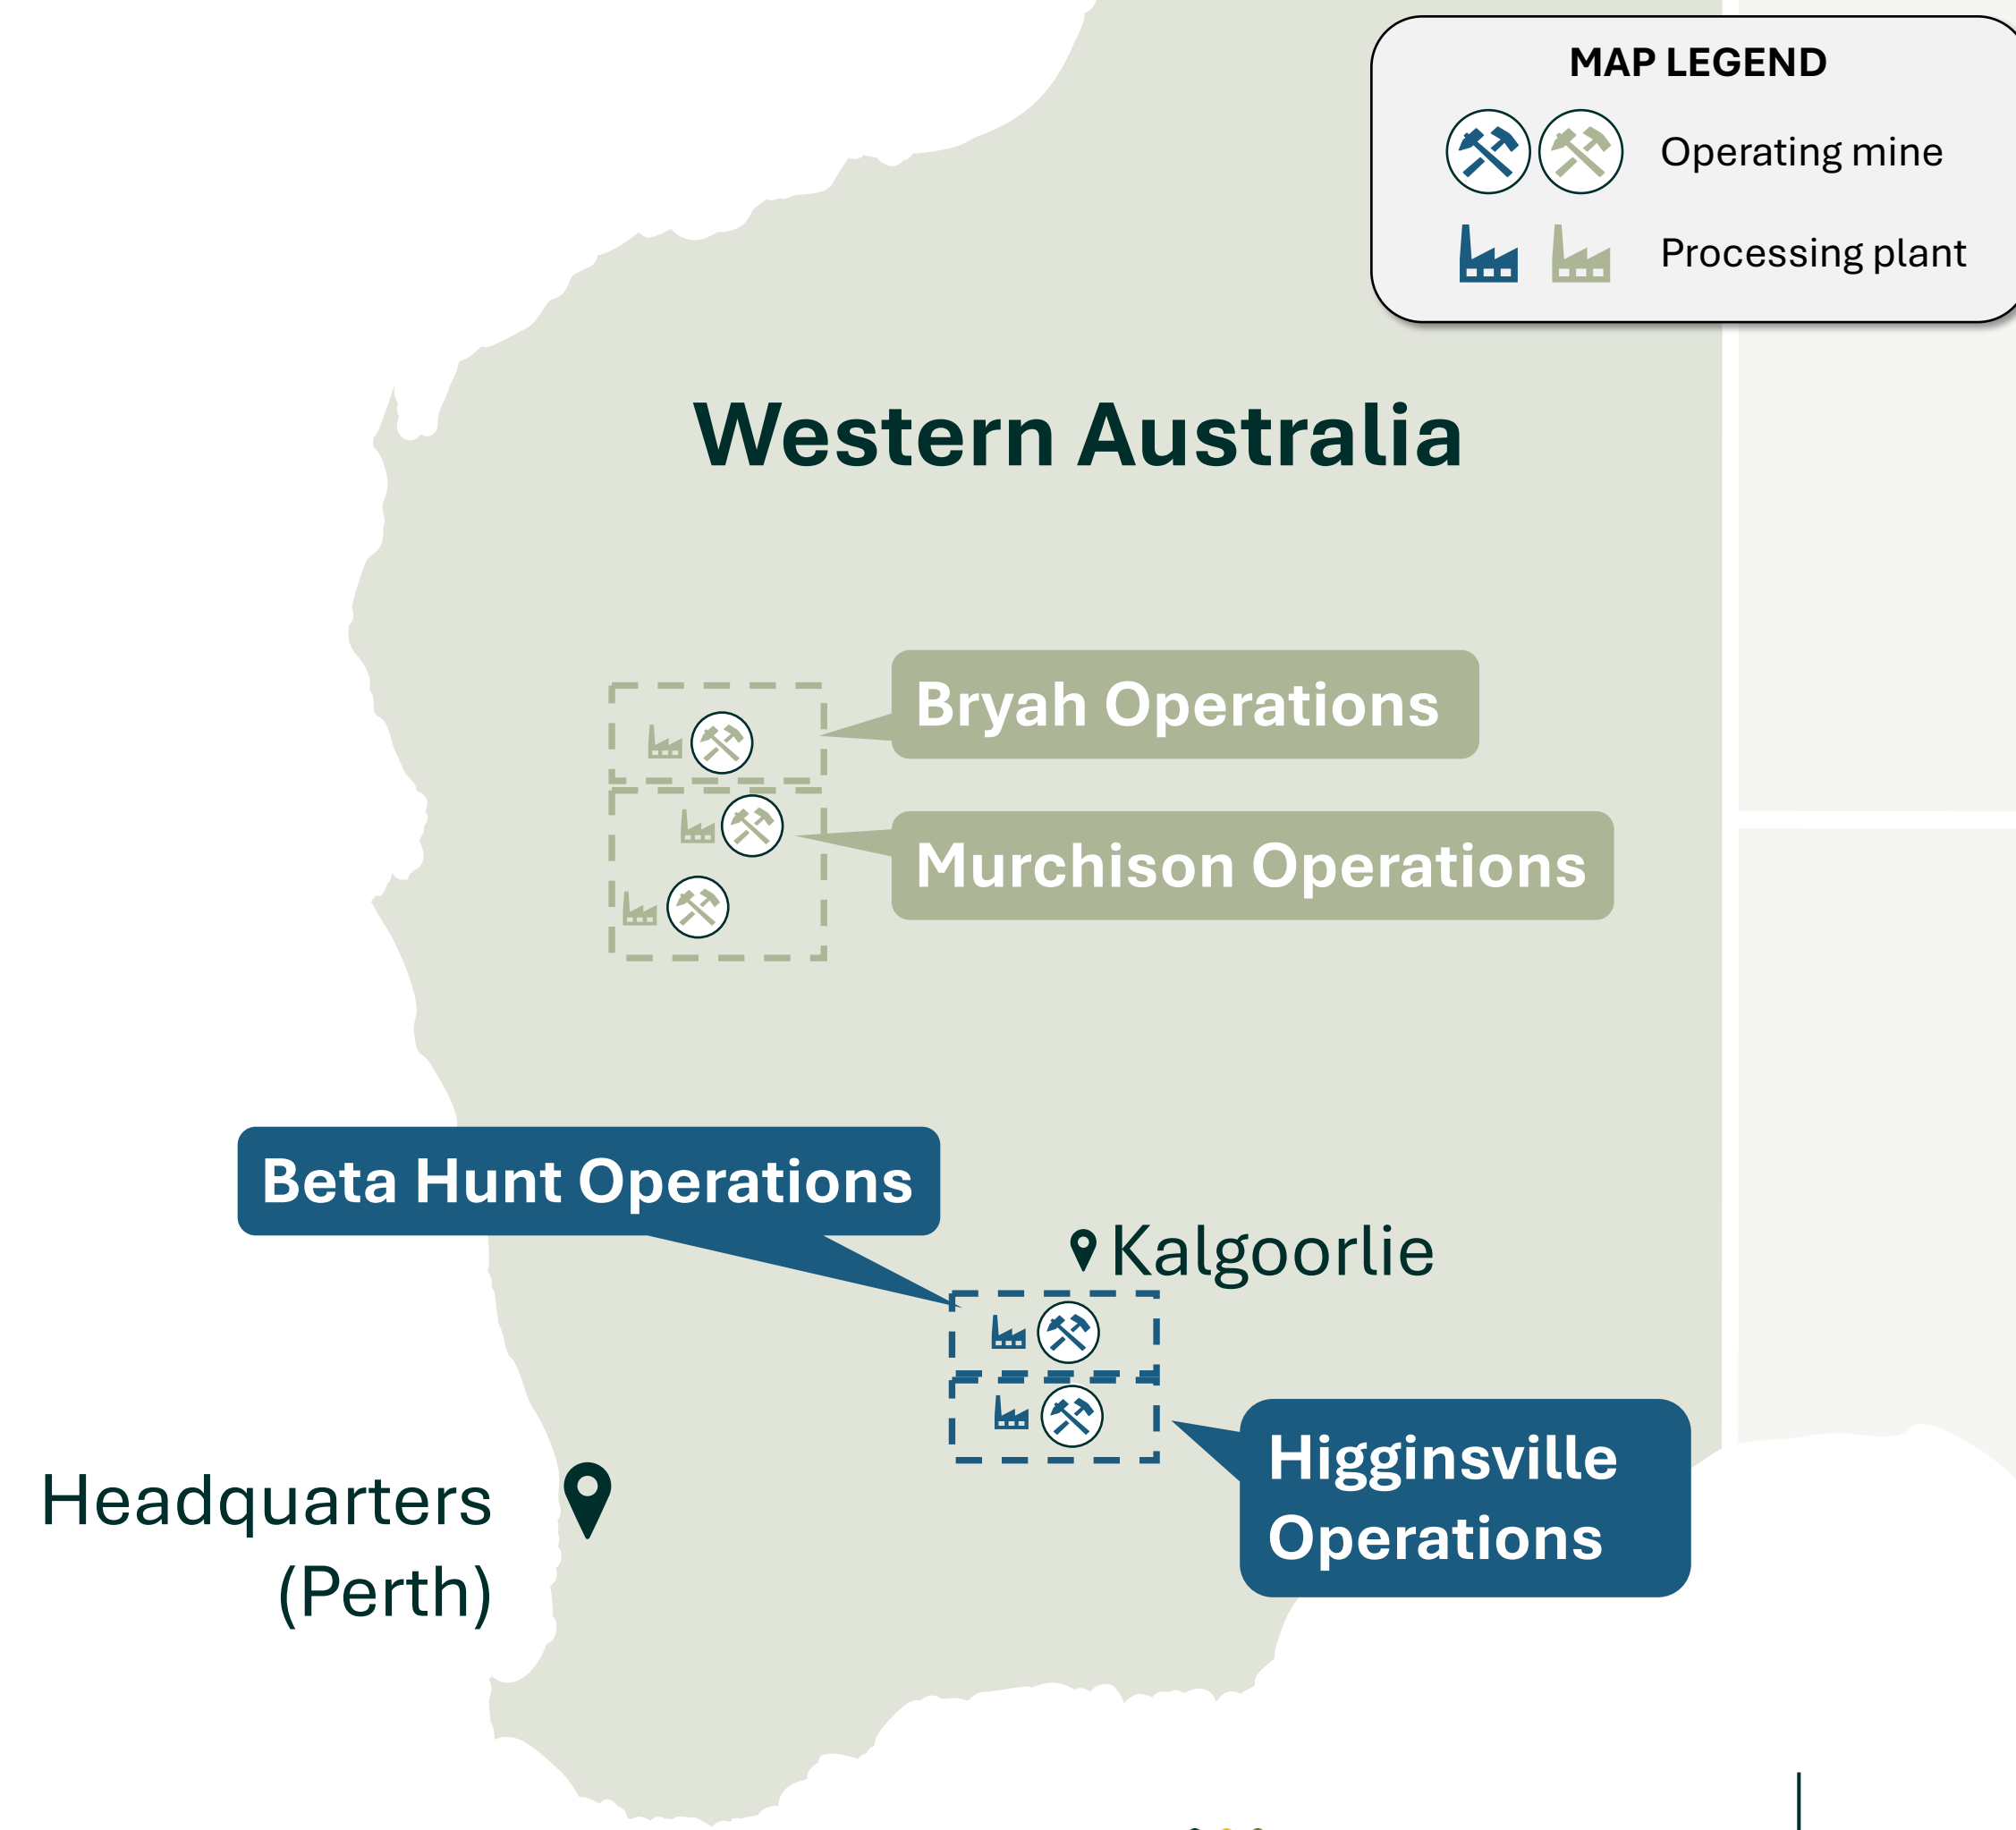 MAP LEGEND
Operating mine
Processing plant
Western Australia
Bryah Operations
Murchison Operations
Beta Hunt Operations
Kalgoorlie
Higginsville
Operations
Headquarters
(Perth)